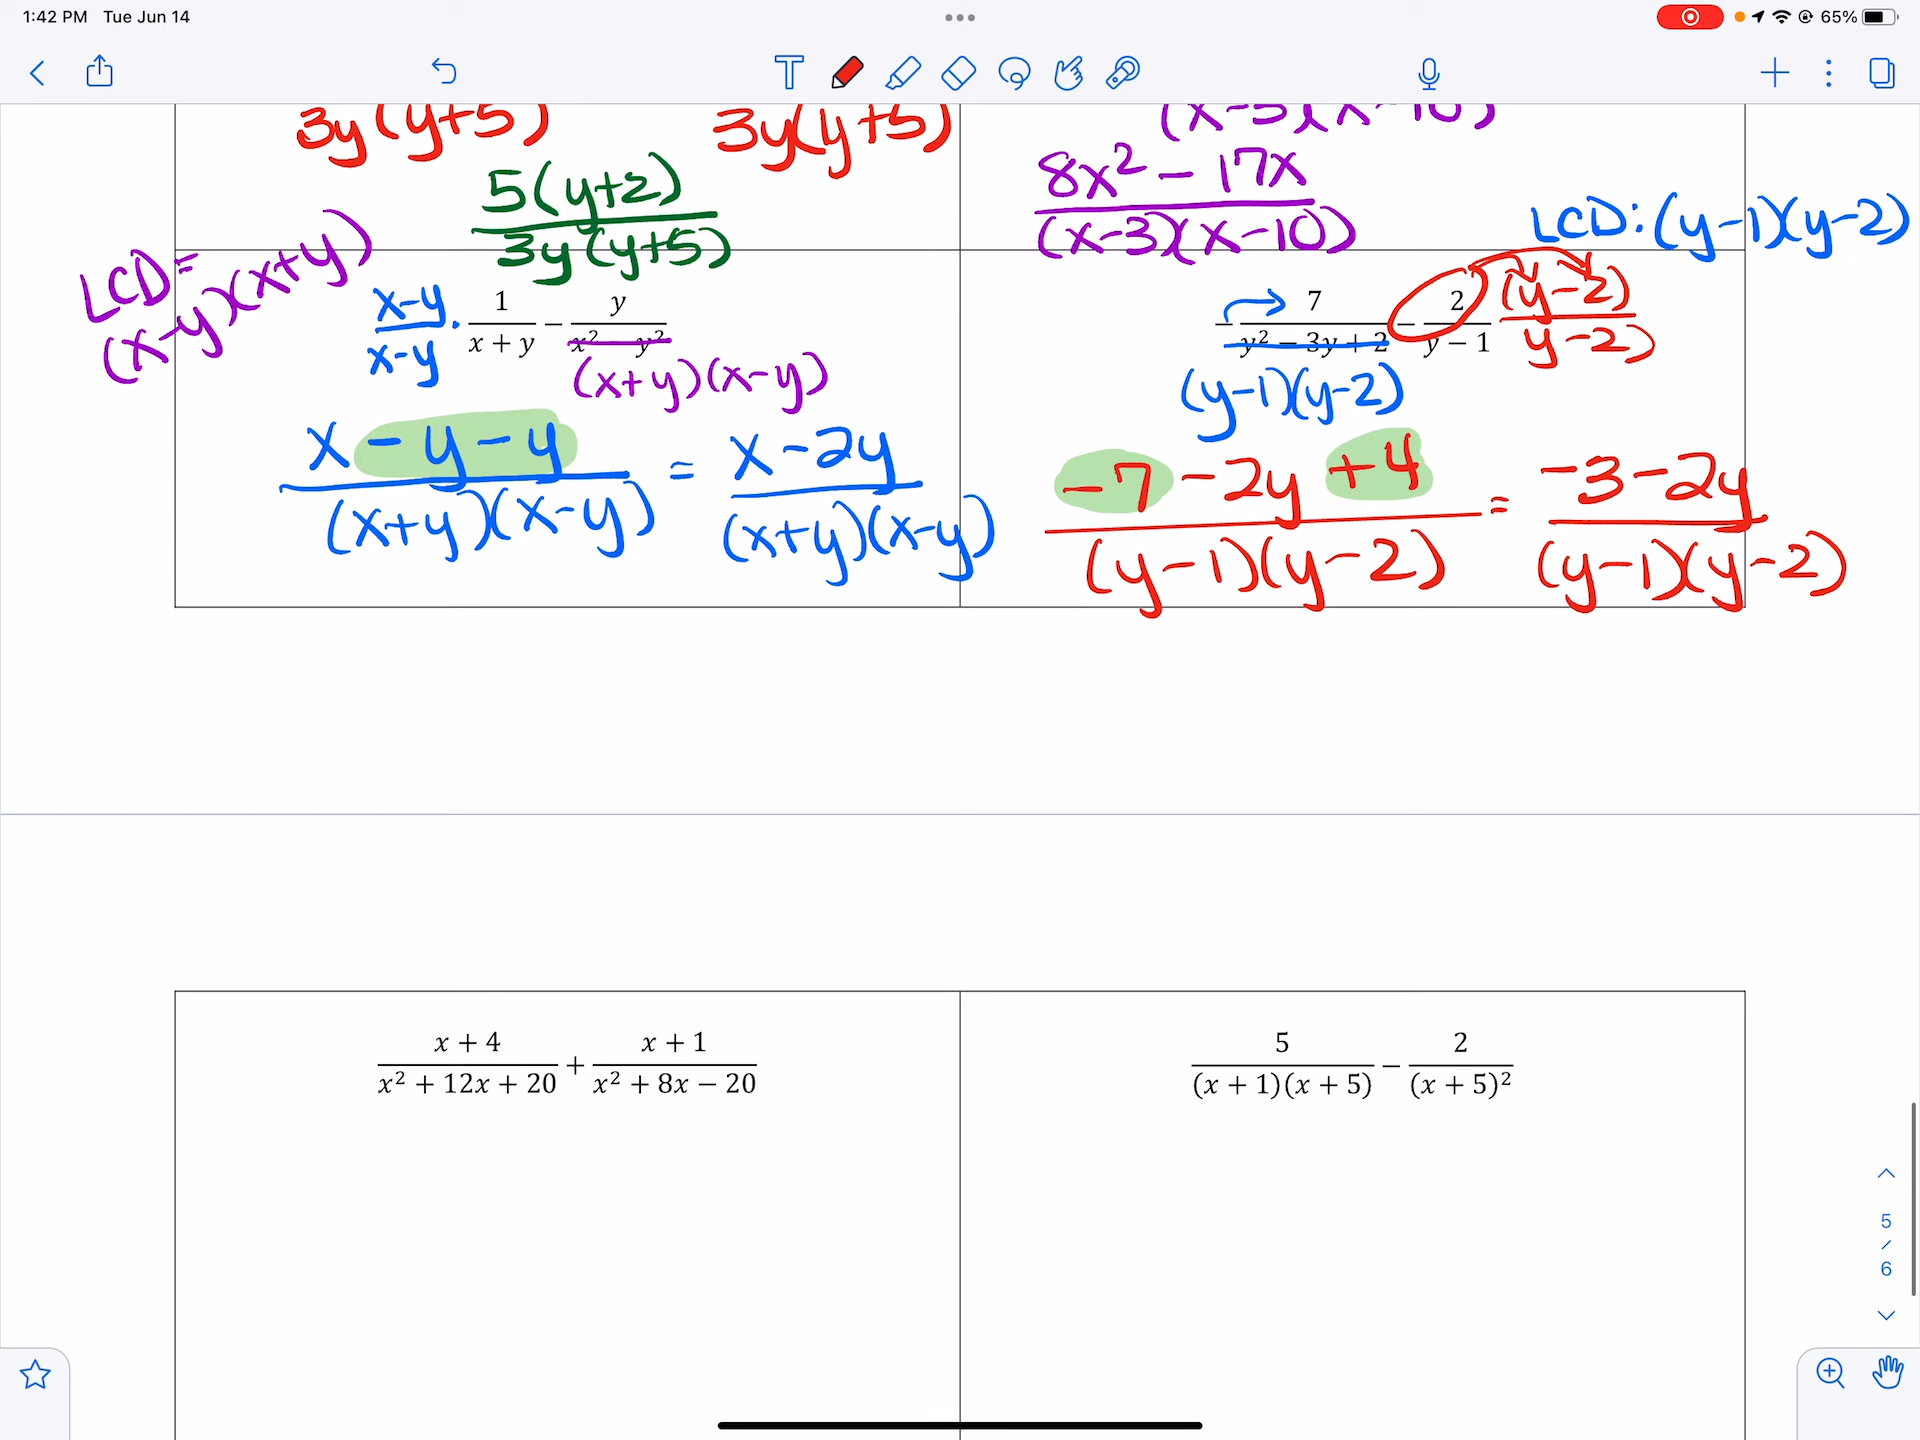 1:42 PM Tue Jun 14
65%
3y(y+5) 3y(y+5)
5(y+2)
3y(y+5)
8x² − 17x
(x−3)(x−10)
LCD: (y−1)(y−2)
LCD =
(x−y)(x+y)
x−y/x−y · 1/x + y − y/x² − y²
(x+y)(x−y)
x − y − y/(x+y)(x−y) = x − 2y/(x+y)(x−y)
− 7/y² − 3y + 2 − 2/y − 1 (y−2)/y−2)
(y−1)(y−2)
−7 −2y +4/(y−1)(y−2) = −3−2y/(y−1)(y−2)
x + 4/x² + 12x + 20 + x + 1/x² + 8x − 20
5/(x + 1)(x + 5) − 2/(x + 5)²
5
/
6